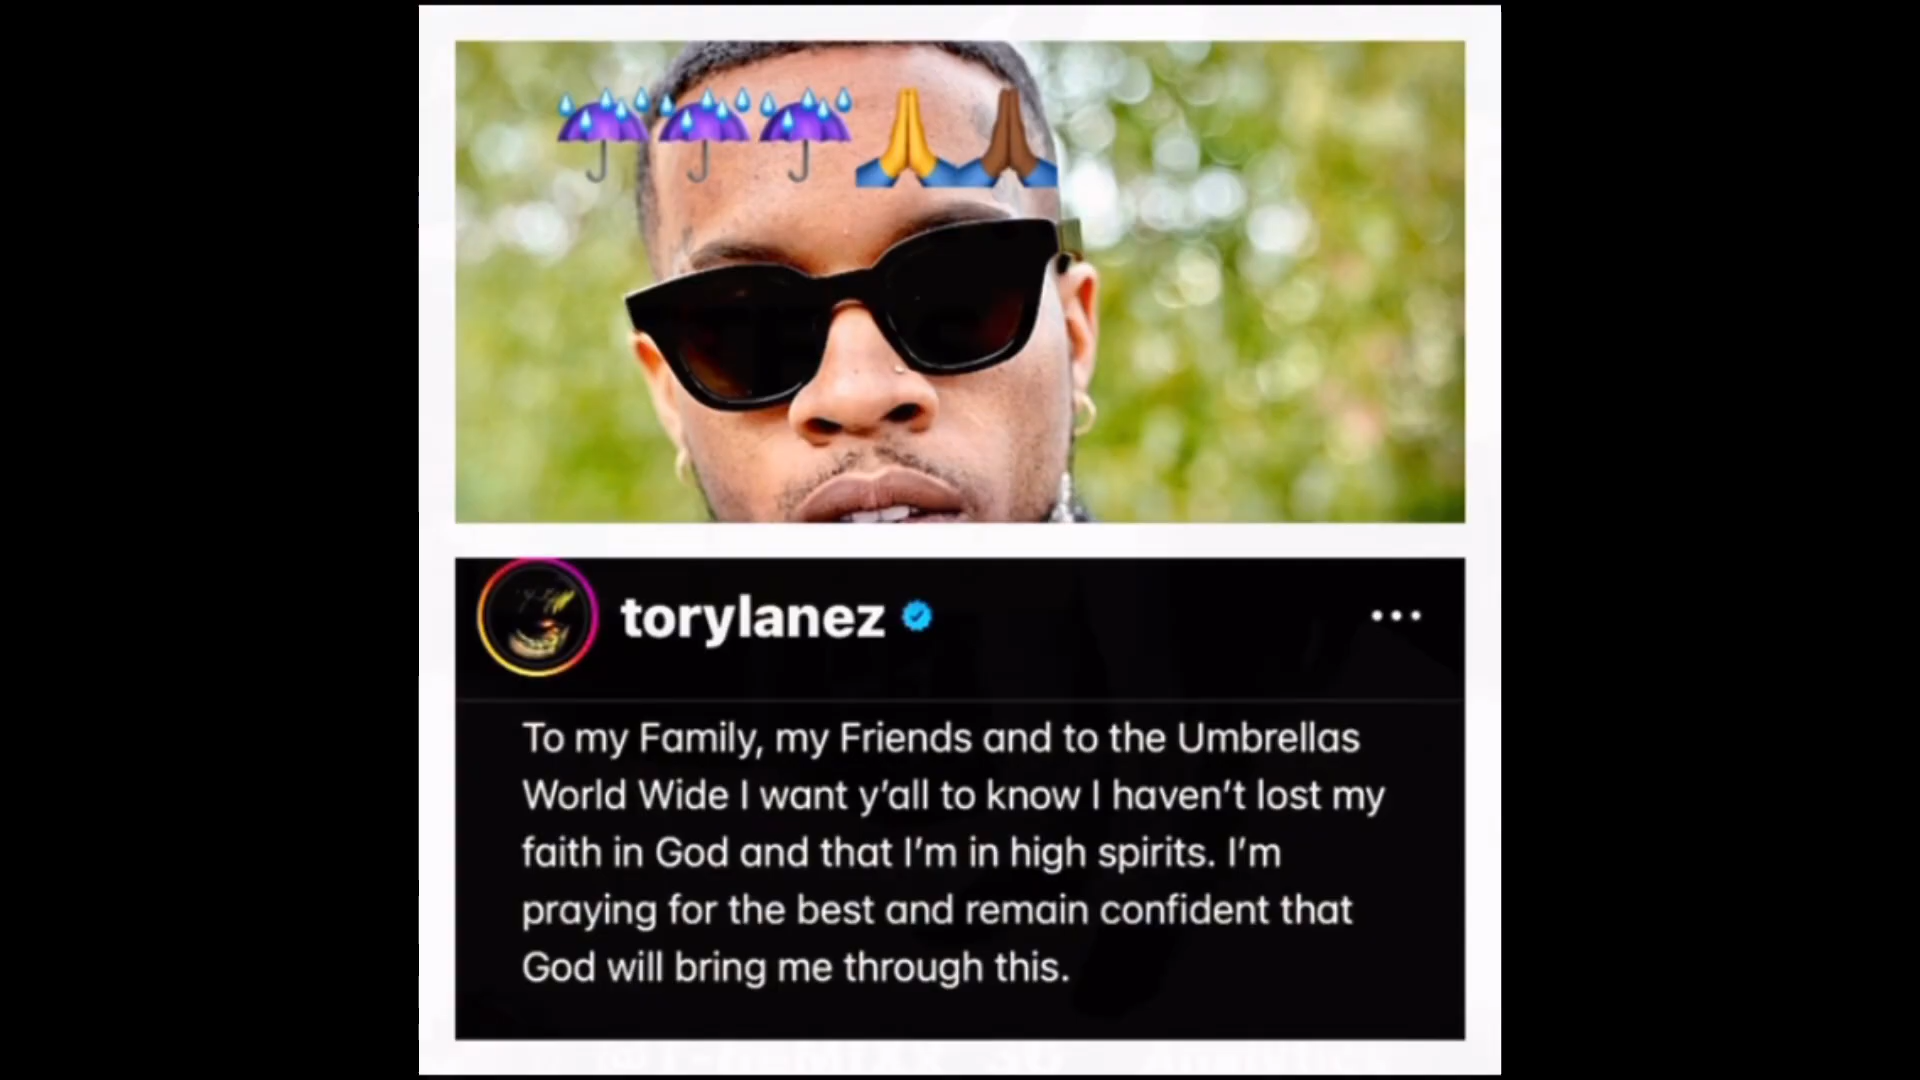 torylanez
To my Family, my Friends and to the Umbrellas
World Wide I want y’all to know I haven’t lost my
faith in God and that I’m in high spirits. I’m
praying for the best and remain confident that
God will bring me through this.